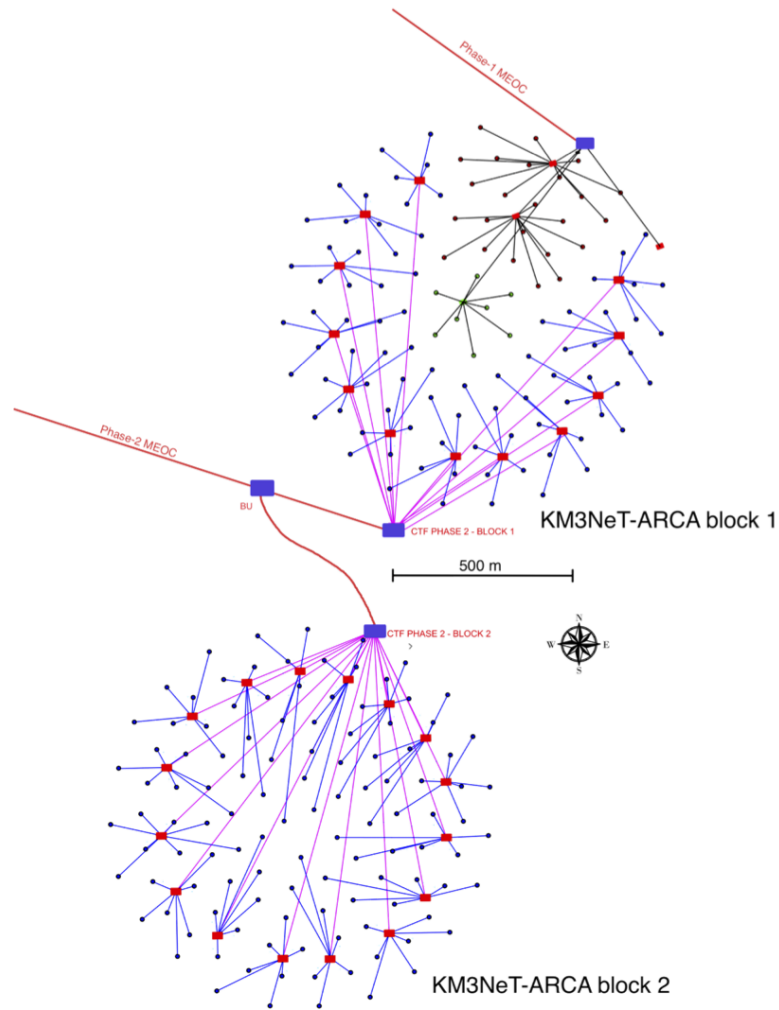 Phase-1 MEOC
Phase-2 MEOC
BU
CTF PHASE 2 - BLOCK 1
KM3NeT-ARCA block 1
500 m
CTF PHASE 2 - BLOCK 2
N
W
E
S
KM3NeT-ARCA block 2